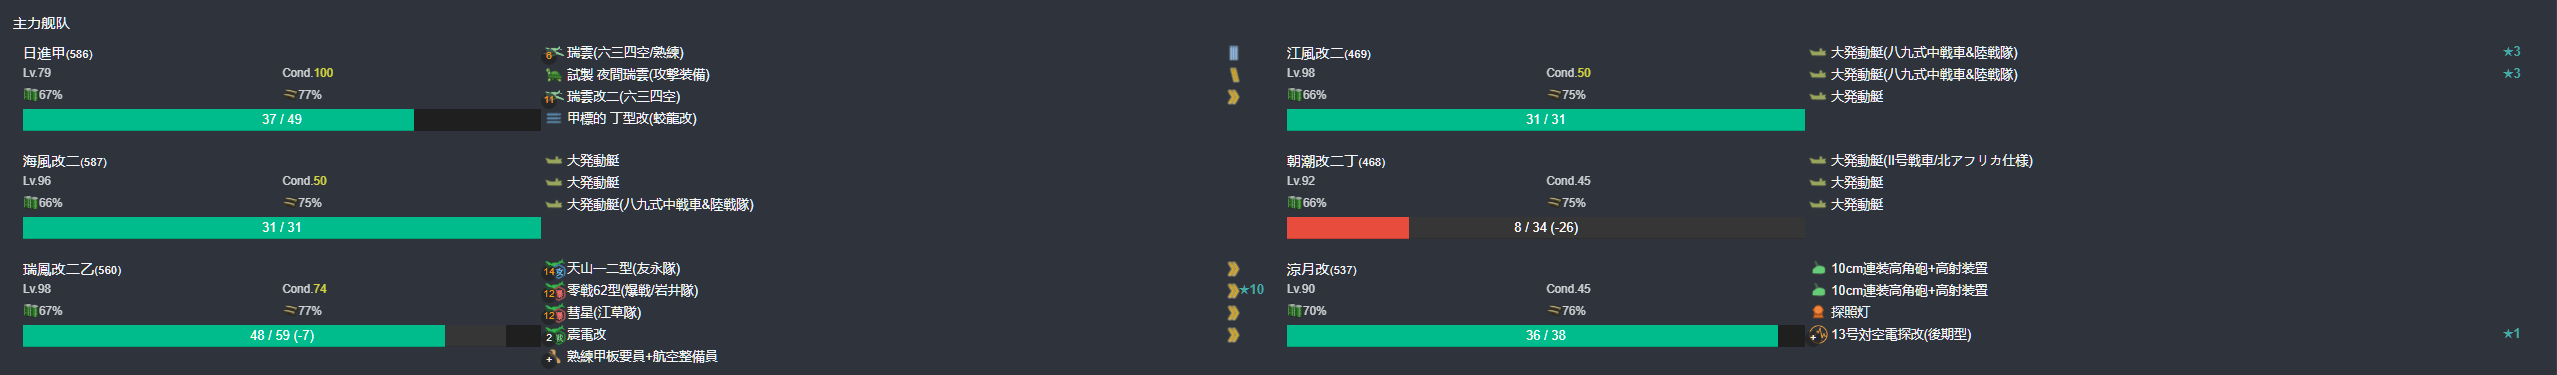 主力舰队
日進甲(586)
Lv.79 Cond.100
67% 77%
37 / 49
6 瑞雲(六三四空/熟練)
試製 夜間瑞雲(攻撃装備)
11 瑞雲改二(六三四空)
甲標的 丁型改(蛟龍改)
江風改二(469)
Lv.98 Cond.50
66% 75%
31 / 31
大発動艇(八九式中戦車&陸戦隊) ★3
大発動艇(八九式中戦車&陸戦隊) ★3
大発動艇
海風改二(587)
Lv.96 Cond.50
66% 75%
31 / 31
大発動艇
大発動艇
大発動艇(八九式中戦車&陸戦隊)
朝潮改二丁(468)
Lv.92 Cond.45
66% 75%
8 / 34 (-26)
大発動艇(II号戦車/北アフリカ仕様)
大発動艇
大発動艇
瑞鳳改二乙(560)
Lv.98 Cond.74
67% 77%
48 / 59 (-7)
14 天山一二型(友永隊)
12 零戦62型(爆戦/岩井隊) ★10
12 彗星(江草隊)
2 震電改
+ 熟練甲板要員+航空整備員
涼月改(537)
Lv.90 Cond.45
70% 76%
36 / 38
10cm連装高角砲+高射装置
10cm連装高角砲+高射装置
探照灯
+ 13号対空電探改(後期型) ★1